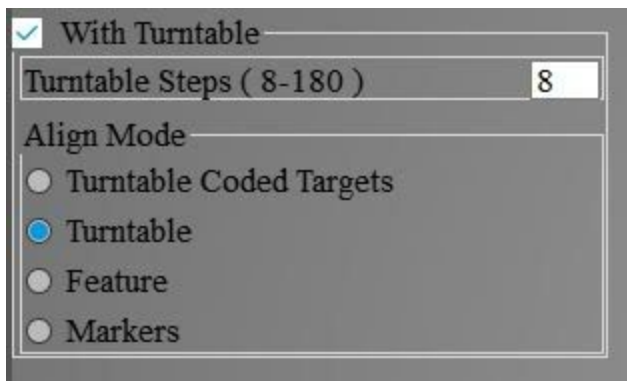 With Turntable
Turntable Steps ( 8-180 ) 8
Align Mode
Turntable Coded Targets
Turntable
Feature
Markers